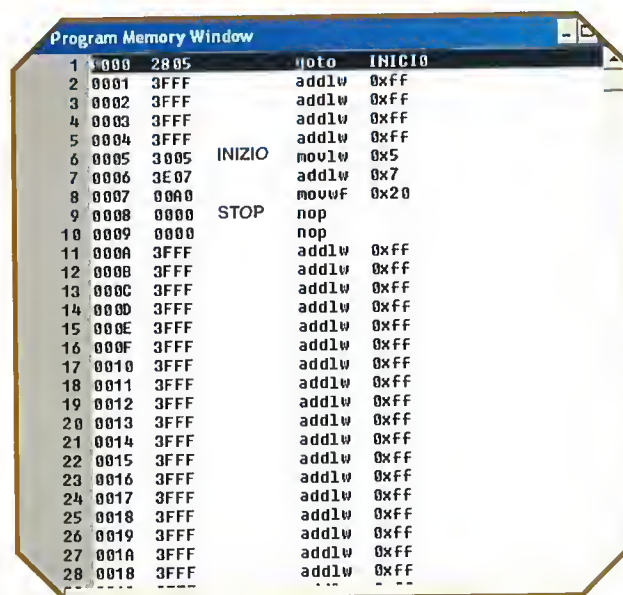 Program Memory Window
1 0000 2805 goto INICIO
2 0001 3FFF addlw 0xff
3 0002 3FFF addlw 0xff
4 0003 3FFF addlw 0xff
5 0004 3FFF addlw 0xff
6 0005 3005 INIZIO movlw 0x5
7 0006 3E07 addlw 0x7
8 0007 00A0 movwf 0x20
9 0008 0000 STOP nop
10 0009 0000 nop
11 000A 3FFF addlw 0xff
12 000B 3FFF addlw 0xff
13 000C 3FFF addlw 0xff
14 000D 3FFF addlw 0xff
15 000E 3FFF addlw 0xff
16 000F 3FFF addlw 0xff
17 0010 3FFF addlw 0xff
18 0011 3FFF addlw 0xff
19 0012 3FFF addlw 0xff
20 0013 3FFF addlw 0xff
21 0014 3FFF addlw 0xff
22 0015 3FFF addlw 0xff
23 0016 3FFF addlw 0xff
24 0017 3FFF addlw 0xff
25 0018 3FFF addlw 0xff
26 0019 3FFF addlw 0xff
27 001A 3FFF addlw 0xff
28 001B 3FFF addlw 0xff